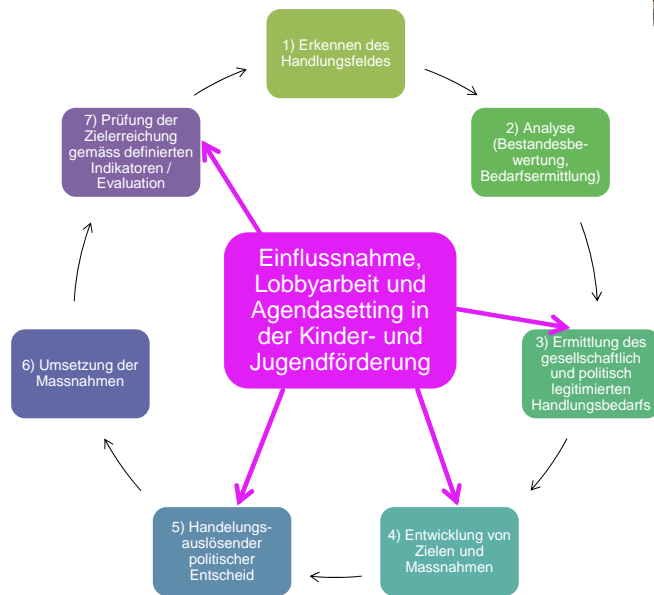 1) Erkennen des
Handlungsfeldes
2) Analyse
(Bestandesbe-
wertung,
Bedarfsermittlung)
3) Ermittlung des
gesellschaftlich
und politisch
legitimierten
Handlungsbedarfs
4) Entwicklung von
Zielen und
Massnahmen
5) Handelungs-
auslösender
politischer
Entscheid
6) Umsetzung der
Massnahmen
7) Prüfung der
Zielerreichung
gemäss definierten
Indikatoren /
Evaluation
Einflussnahme,
Lobbyarbeit und
Agendasetting in
der Kinder- und
Jugendförderung